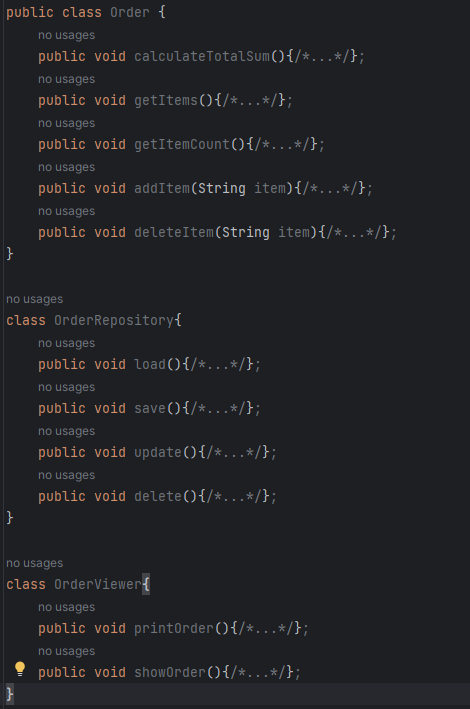 public class Order {
no usages
public void calculateTotalSum(){/*...*/};
no usages
public void getItems(){/*...*/};
no usages
public void getItemCount(){/*...*/};
no usages
public void addItem(String item){/*...*/};
no usages
public void deleteItem(String item){/*...*/};
}
no usages
class OrderRepository{
no usages
public void load(){/*...*/};
no usages
public void save(){/*...*/};
no usages
public void update(){/*...*/};
no usages
public void delete(){/*...*/};
}
no usages
class OrderViewer{
no usages
public void printOrder(){/*...*/};
no usages
public void showOrder(){/*...*/};
}